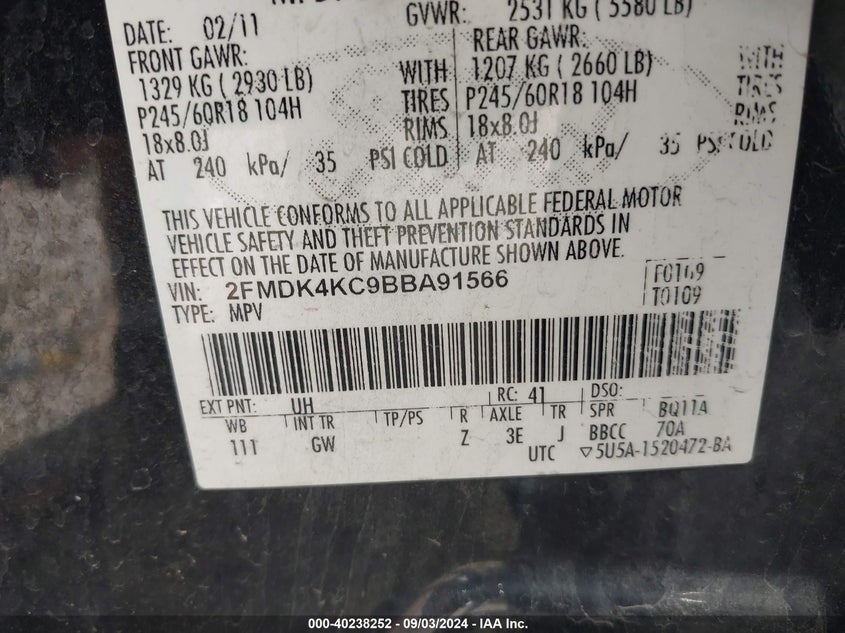 GVWR: 2531 KG ( 5580 LB)
DATE: 02/11
FRONT GAWR:
1329 KG ( 2930 LB)
P245/60R18 104H
18x8.0J
AT 240 kPa/ 35 PSI COLD
WITH
TIRES
RIMS
REAR GAWR:
1207 KG ( 2660 LB)
P245/60R18 104H
18x8.0J
AT 240 kPa/ 35 PSI COLD
WITH
TIRES
RIMS
THIS VEHICLE CONFORMS TO ALL APPLICABLE FEDERAL MOTOR
VEHICLE SAFETY AND THEFT PREVENTION STANDARDS IN
EFFECT ON THE DATE OF MANUFACTURE SHOWN ABOVE.
VIN: 2FMDK4KC9BBA91566
TYPE: MPV
F0169
T0109
EXT PNT: UH RC: 41 DSO:
WB INT TR TP/PS R AXLE TR SPR BQ11A
111 GW Z 3E J BBCC 70A
UTC ▽5U5A-1520472-BA
000-40238252 - 09/03/2024 - IAA Inc.